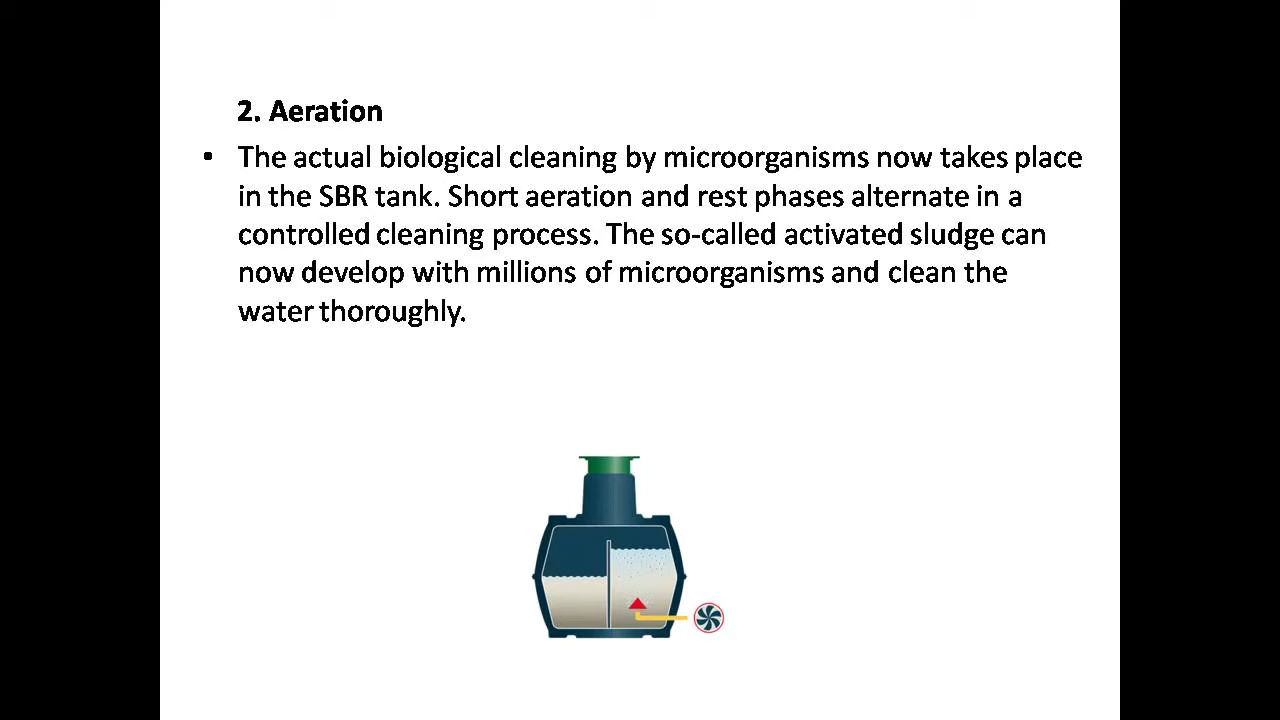 2. Aeration
• The actual biological cleaning by microorganisms now takes place
in the SBR tank. Short aeration and rest phases alternate in a
controlled cleaning process. The so-called activated sludge can
now develop with millions of microorganisms and clean the
water thoroughly.